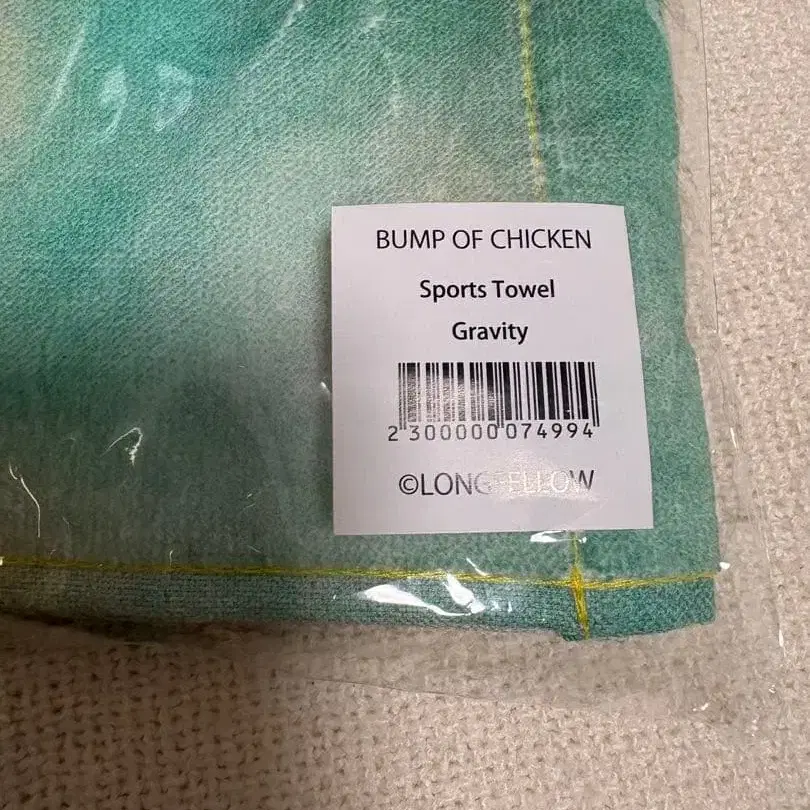 BUMP OF CHICKEN
Sports Towel
Gravity
2 300000 074994
©LONGFELLOW